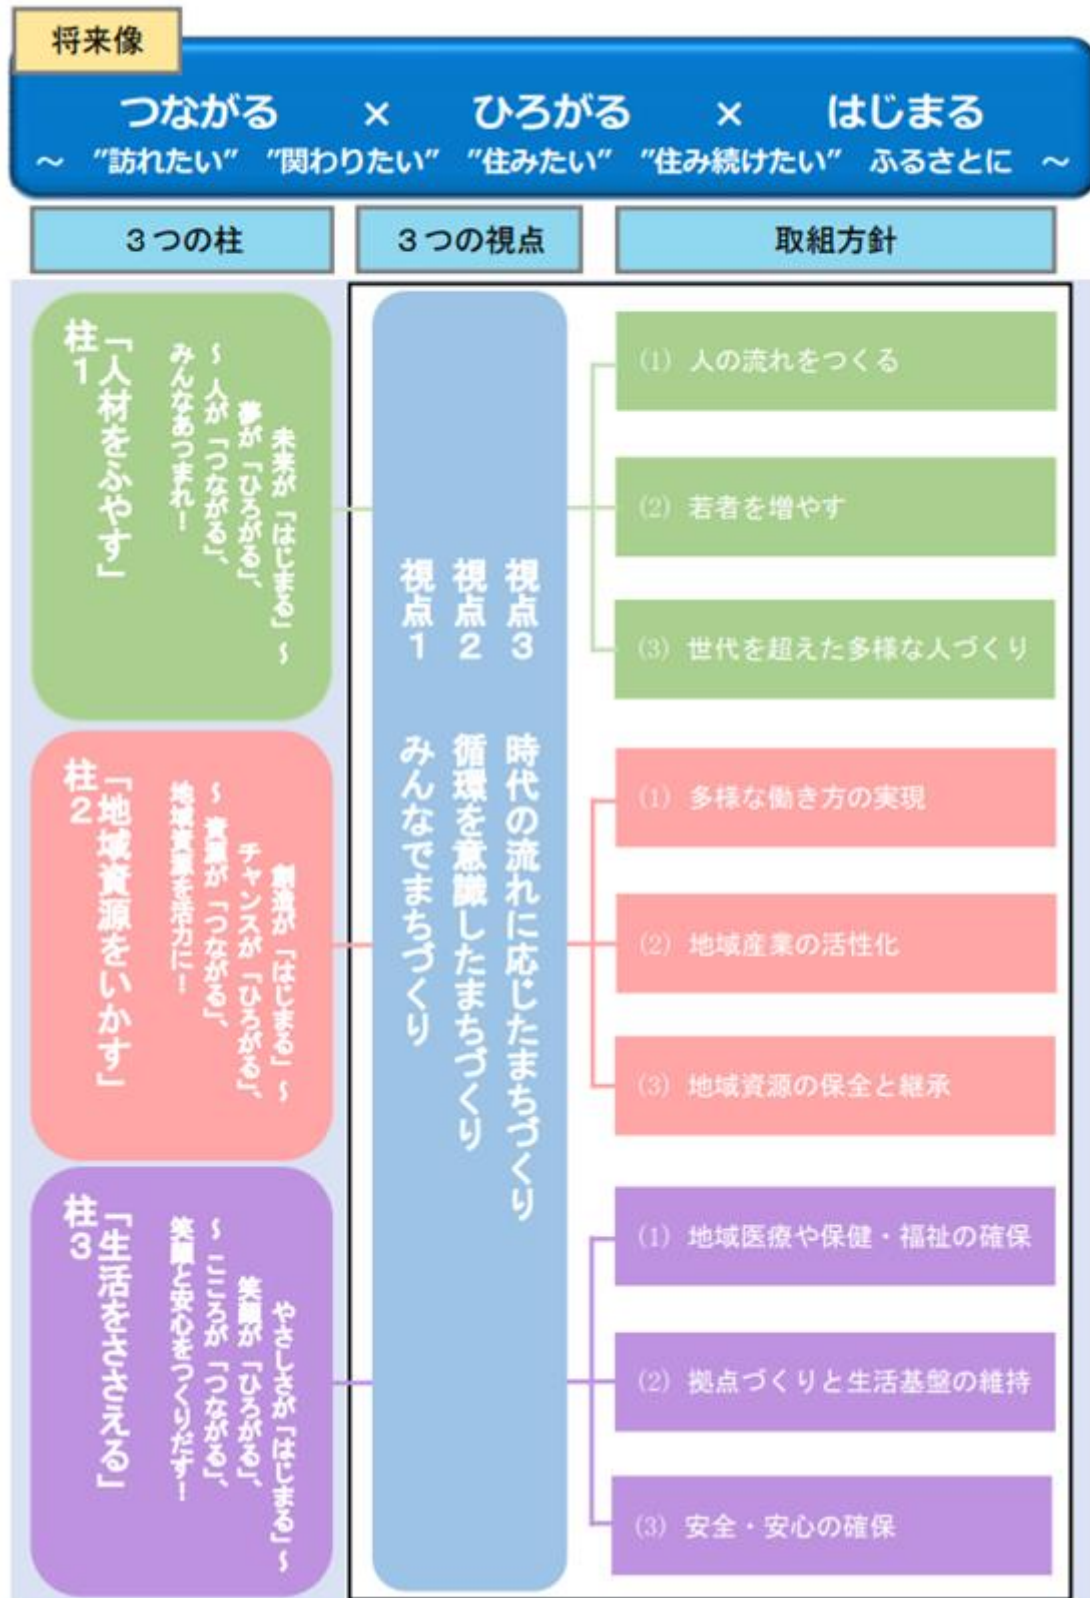 将来像
つながる × ひろがる × はじまる
～ ”訪れたい” ”関わりたい” ”住みたい” ”住み続けたい” ふるさとに ～
３つの柱
３つの視点
取組方針
柱１
「人材をふやす」
みんなあつまれ！
～ 人が「つながる」、
夢が「ひろがる」、
未来が「はじまる」～
柱２
「地域資源をいかす」
地域資源を活力に！
～ 資源が「つながる」、
チャンスが「ひろがる」、
創造が「はじまる」～
柱３
「生活をささえる」
笑顔と安心をつくりだす！
～ こころが「つながる」、
笑顔が「ひろがる」、
やさしさが「はじまる」～
視点１ みんなでまちづくり
視点２ 循環を意識したまちづくり
視点３ 時代の流れに応じたまちづくり
(1) 人の流れをつくる
(2) 若者を増やす
(3) 世代を超えた多様な人づくり
(1) 多様な働き方の実現
(2) 地域産業の活性化
(3) 地域資源の保全と継承
(1) 地域医療や保健・福祉の確保
(2) 拠点づくりと生活基盤の維持
(3) 安全・安心の確保